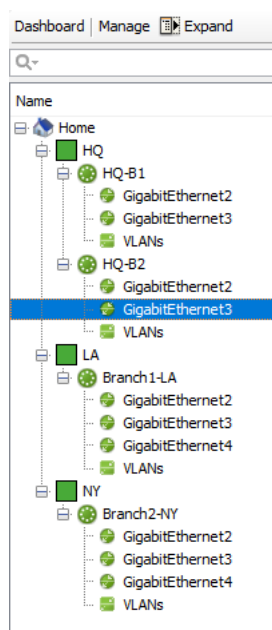 Dashboard | Manage Expand
Name
Home
HQ
HQ-B1
GigabitEthernet2
GigabitEthernet3
VLANs
HQ-B2
GigabitEthernet2
GigabitEthernet3
VLANs
LA
Branch1-LA
GigabitEthernet2
GigabitEthernet3
GigabitEthernet4
VLANs
NY
Branch2-NY
GigabitEthernet2
GigabitEthernet3
GigabitEthernet4
VLANs